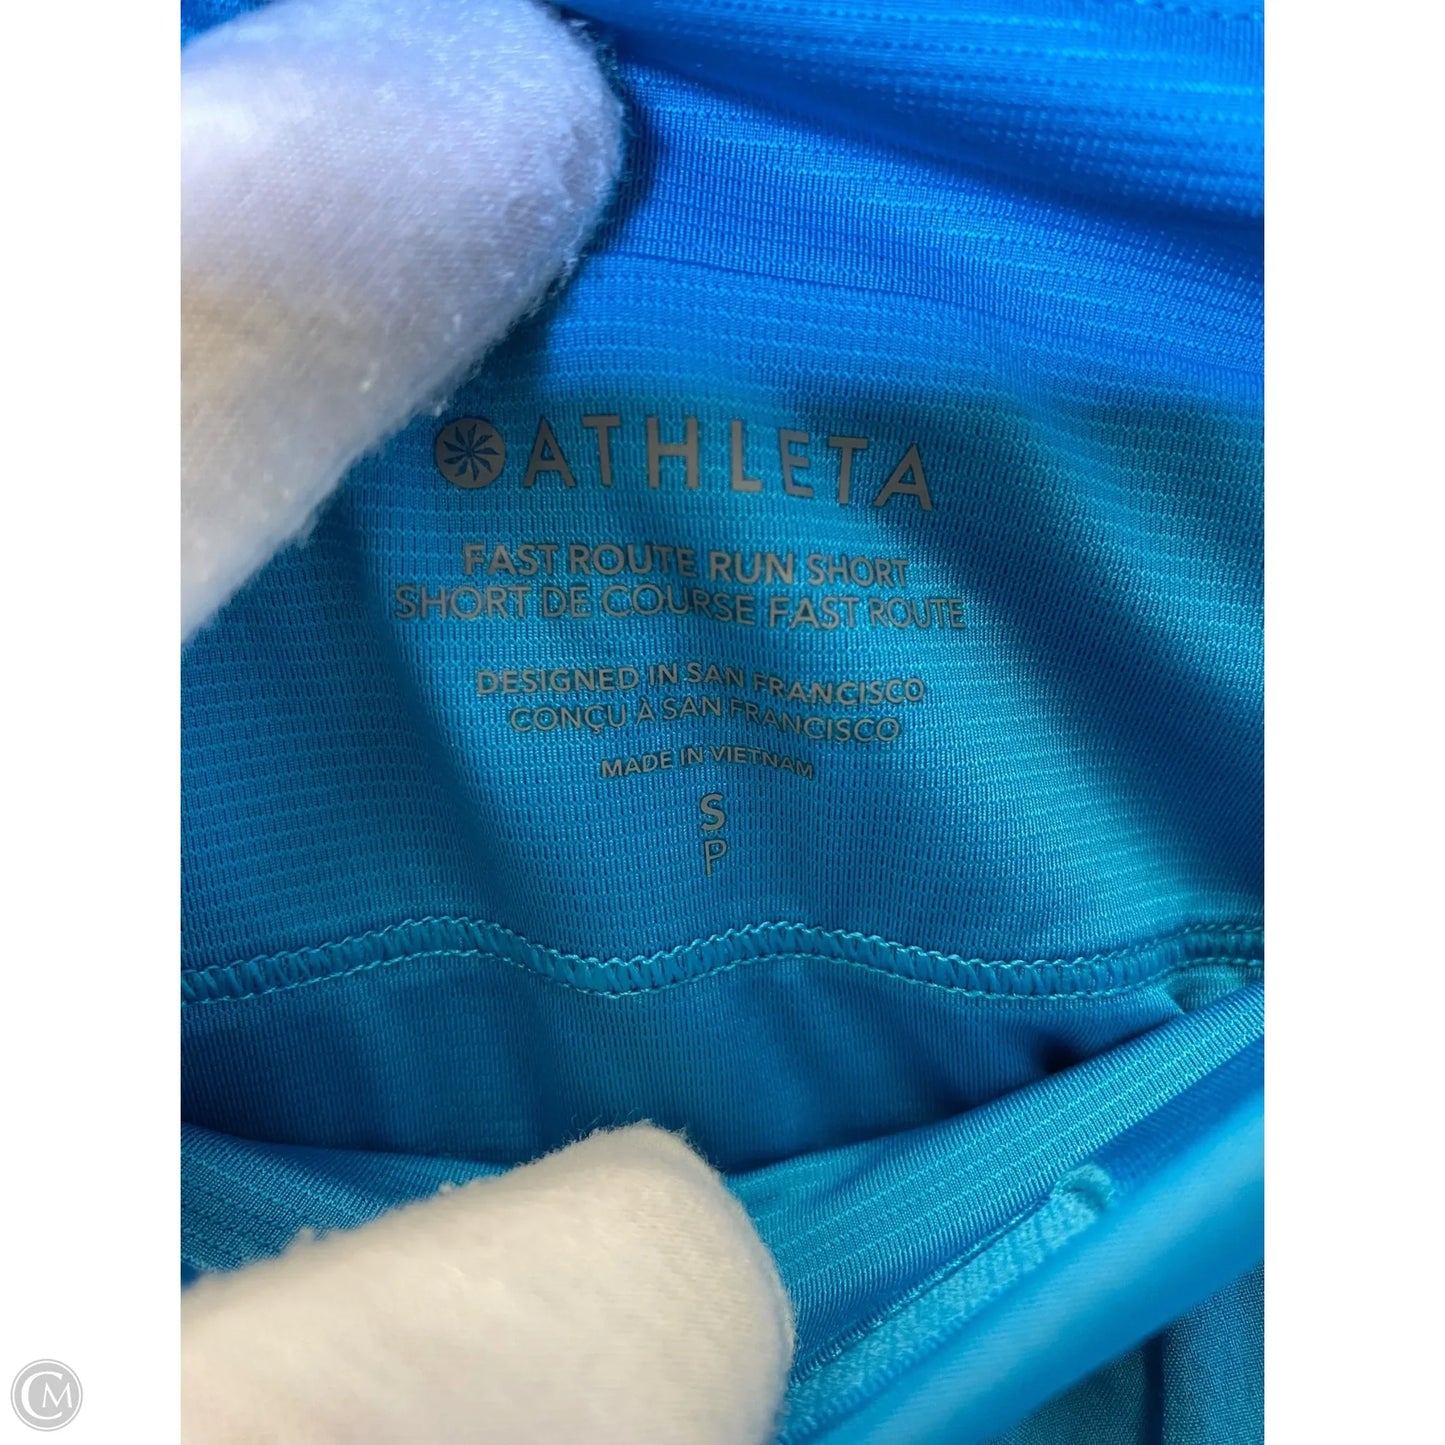 ATHLETA
FAST ROUTE RUN SHORT
SHORT DE COURSE FAST ROUTE
DESIGNED IN SAN FRANCISCO
CONÇU À SAN FRANCISCO
MADE IN VIETNAM
S
P
CM